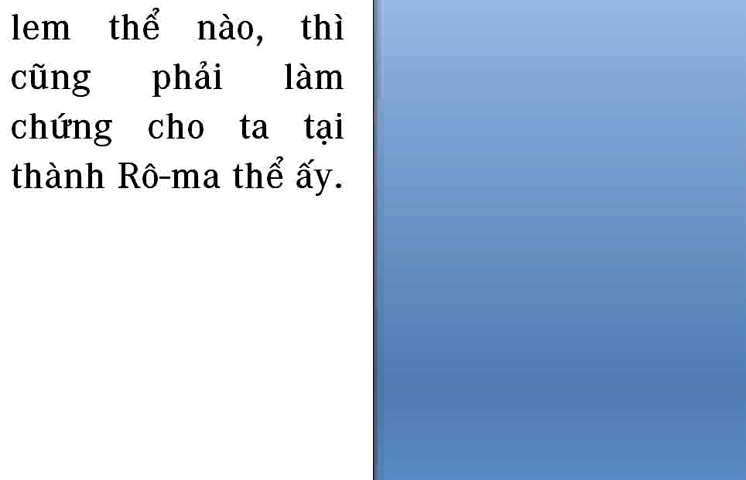 lem thể nào, thì
cũng phải làm
chứng cho ta tại
thành Rô-ma thể ấy.